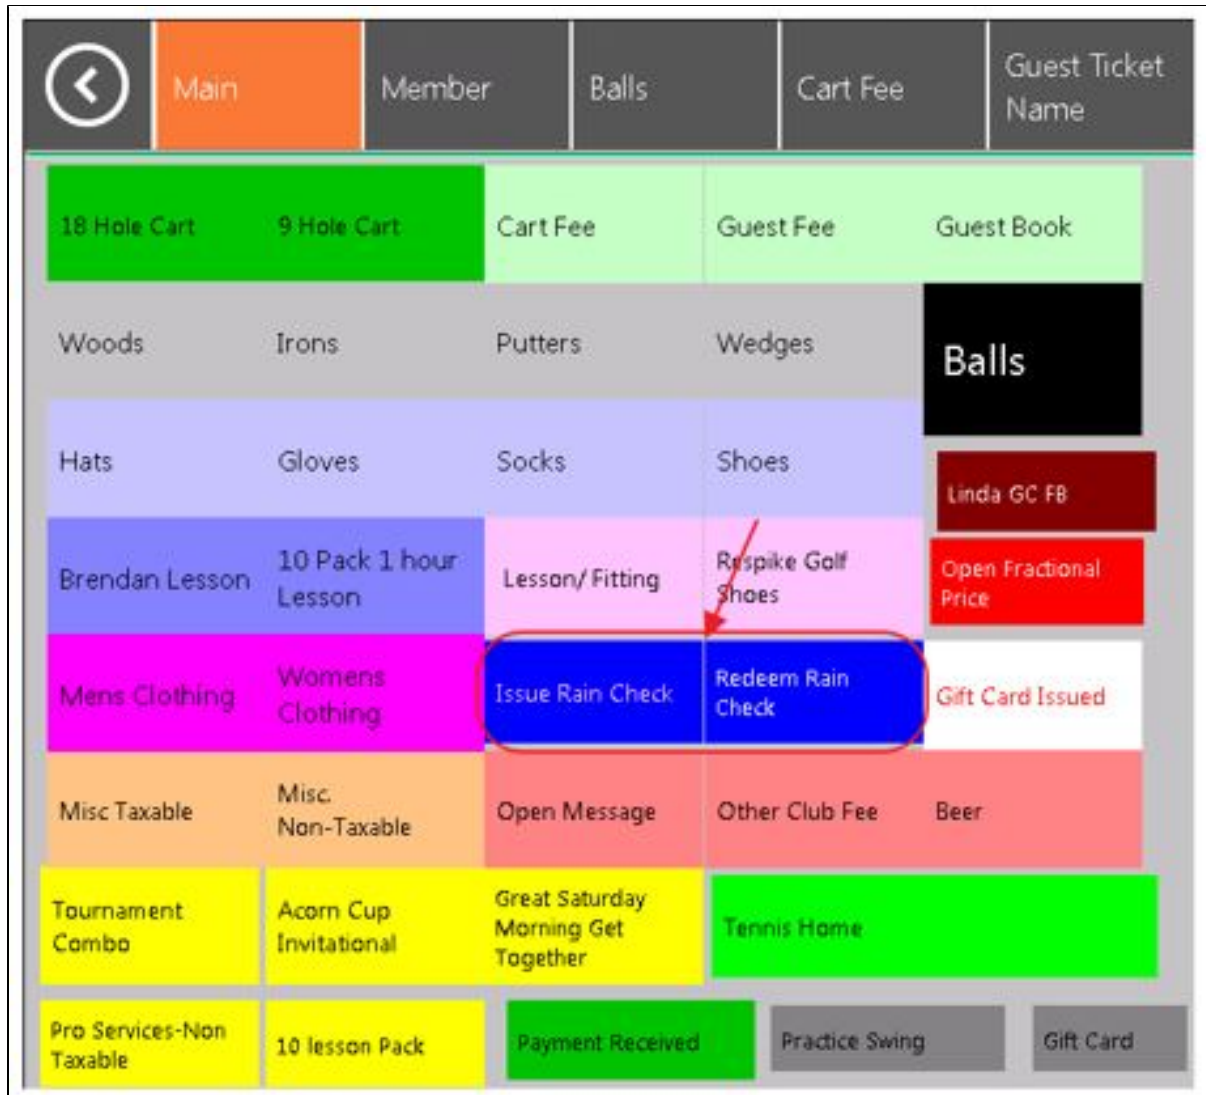 Main
Member
Balls
Cart Fee
Guest Ticket
Name
18 Hole Cart
9 Hole Cart
Cart Fee
Guest Fee
Guest Book
Woods
Irons
Putters
Wedges
Balls
Hats
Gloves
Socks
Shoes
Linda GC FB
Brendan Lesson
10 Pack 1 hour
Lesson
Lesson/ Fitting
Respike Golf
Shoes
Open Fractional
Price
Mens Clothing
Womens
Clothing
Issue Rain Check
Redeem Rain
Check
Gift Card Issued
Misc Taxable
Misc.
Non-Taxable
Open Message
Other Club Fee
Beer
Tournament
Combo
Acorn Cup
Invitational
Great Saturday
Morning Get
Together
Tennis Home
Pro Services-Non
Taxable
10 lesson Pack
Payment Received
Practice Swing
Gift Card